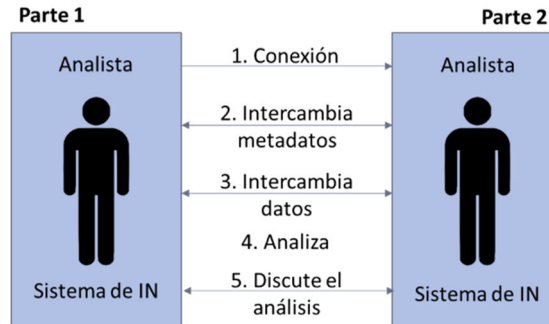 Parte 1
Parte 2
Analista
1. Conexión
Analista
2. Intercambia
metadatos
3. Intercambia
datos
4. Analiza
Sistema de IN
5. Discute el
análisis
Sistema de IN